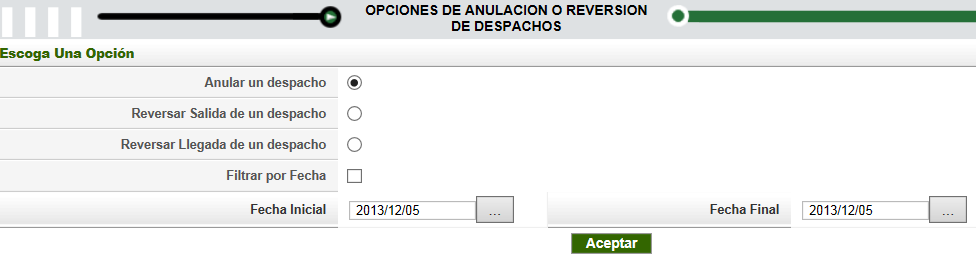 OPCIONES DE ANULACION O REVERSION
DE DESPACHOS
Escoga Una Opción
Anular un despacho
Reversar Salida de un despacho
Reversar Llegada de un despacho
Filtrar por Fecha
Fecha Inicial 2013/12/05 ... Fecha Final 2013/12/05 ...
Aceptar